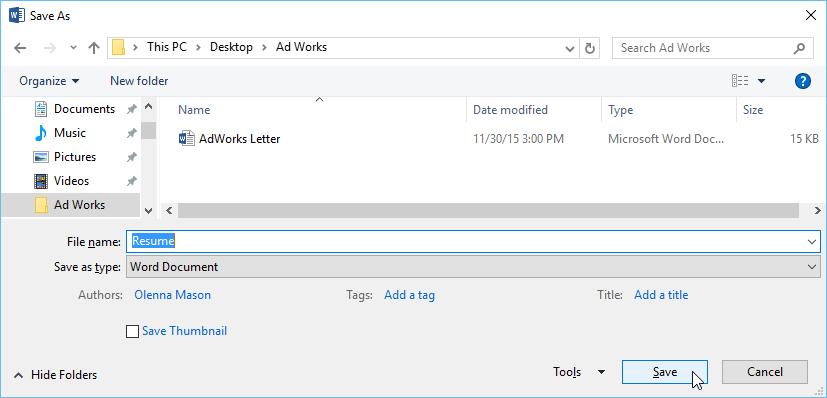 Save As
This PC > Desktop > Ad Works
Search Ad Works
Organize New folder
Name Date modified Type Size
Documents
AdWorks Letter 11/30/15 3:00 PM Microsoft Word Doc... 15 KB
Music
Pictures
Videos
Ad Works
File name: Resume
Save as type: Word Document
Authors: Olenna Mason Tags: Add a tag Title: Add a title
Save Thumbnail
Hide Folders Tools Save Cancel